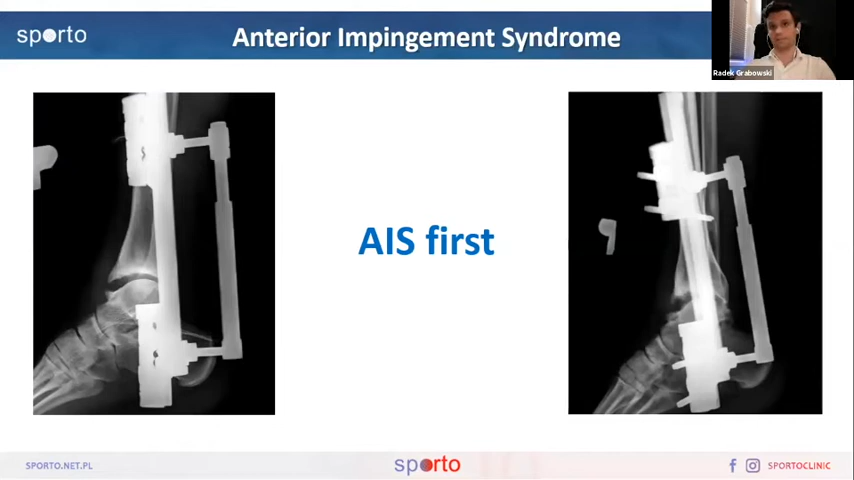 sporto
Anterior Impingement Syndrome
Radek Grabowski
AIS first
SPORTO.NET.PL
sporto
SPORTOCLINIC